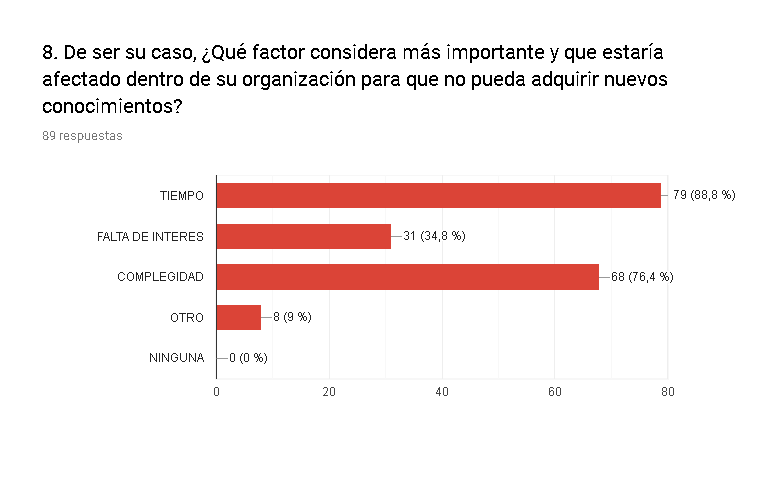 8. De ser su caso, ¿Qué factor considera más importante y que estaría
afectado dentro de su organización para que no pueda adquirir nuevos
conocimientos?
89 respuestas
TIEMPO
79 (88,8 %)
FALTA DE INTERES
31 (34,8 %)
COMPLEGIDAD
68 (76,4 %)
OTRO
8 (9 %)
NINGUNA
0 (0 %)
0 20 40 60 80